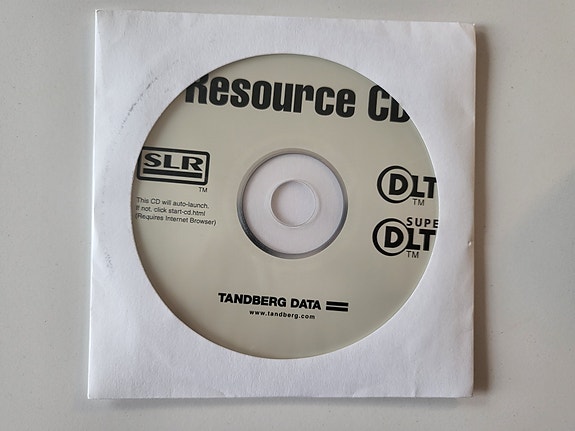 Resource CD
SLR
TM
This CD will auto-launch.
If not, click start-cd.html
(Requires Internet Browser)
DLT
TM
SUPE
DLT
TM
TANDBERG DATA
www.tandberg.com